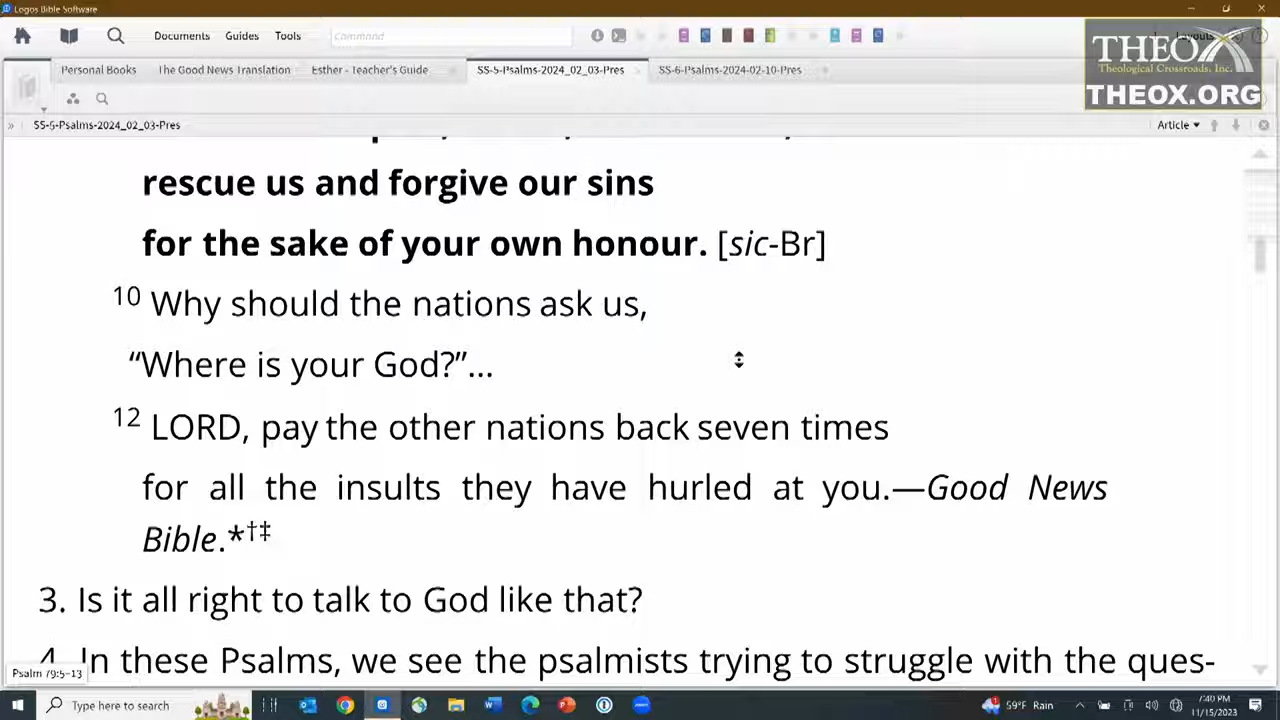 Logos Bible Software
Documents Guides Tools Command Layouts
THEOX
Theological Crossroads, Inc.
THEOX.ORG
Personal Books The Good News Translation Esther - Teacher's Guide SS-5-Psalms-2024_02_03-Pres SS-6-Psalms-2024-02-10-Pres
» SS-5-Psalms-2024_02_03-Pres Article
rescue us and forgive our sins
for the sake of your own honour. [sic-Br]
10 Why should the nations ask us,
“Where is your God?”...
12 LORD, pay the other nations back seven times
for all the insults they have hurled at you.—Good News
Bible.*†‡
3. Is it all right to talk to God like that?
4. In these Psalms, we see the psalmists trying to struggle with the ques-
Psalm 79:5–13
Type here to search 59°F Rain 7:40 PM
11/15/2023